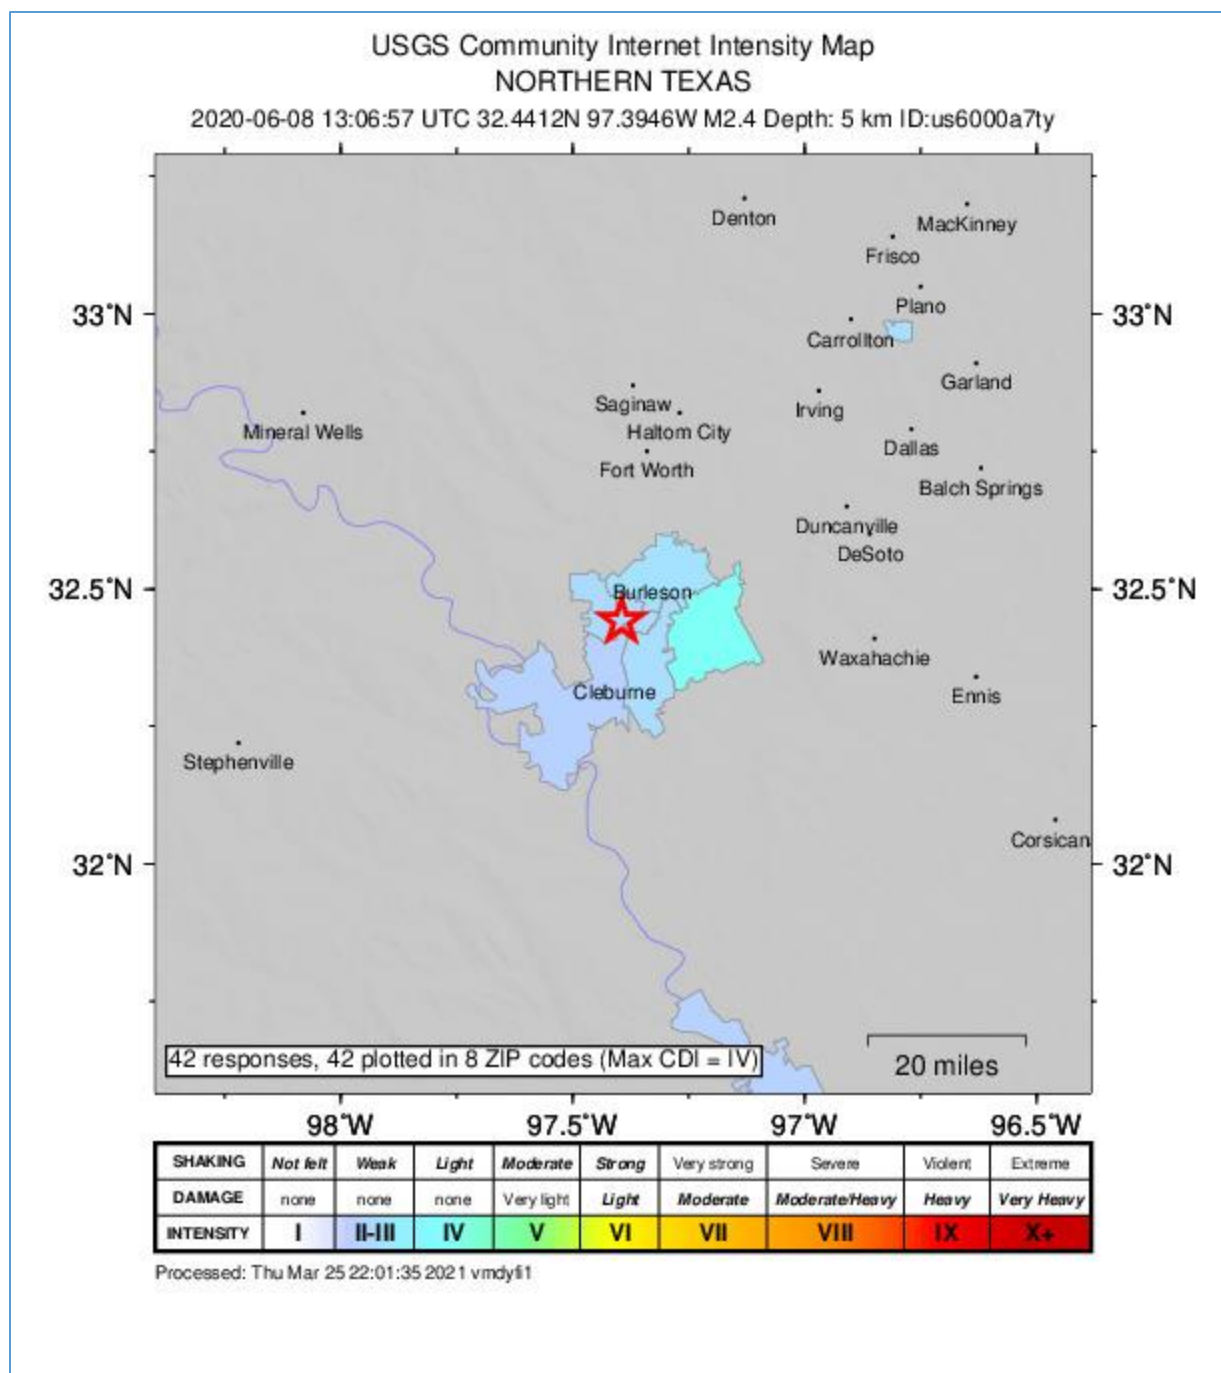 USGS Community Internet Intensity Map
NORTHERN TEXAS
2020-06-08 13:06:57 UTC 32.4412N 97.3946W M2.4 Depth: 5 km ID:us6000a7ty
Denton
MacKinney
Frisco
Plano
33°N
33°N
Carrollton
Garland
Saginaw
Irving
Mineral Wells
Haltom City
Dallas
Fort Worth
Balch Springs
Duncanville
DeSoto
32.5°N
Burleson
32.5°N
Waxahachie
Cleburne
Ennis
Stephenville
Corsican
32°N
32°N
42 responses, 42 plotted in 8 ZIP codes (Max CDI = IV)
20 miles
98°W 97.5°W 97°W 96.5°W
SHAKING Not felt Weak Light Moderate Strong Very strong Severe Violent Extreme
DAMAGE none none none Very light Light Moderate Moderate/Heavy Heavy Very Heavy
INTENSITY I II-III IV V VI VII VIII IX X+
Processed: Thu Mar 25 22:01:35 2021 vmdyfi1